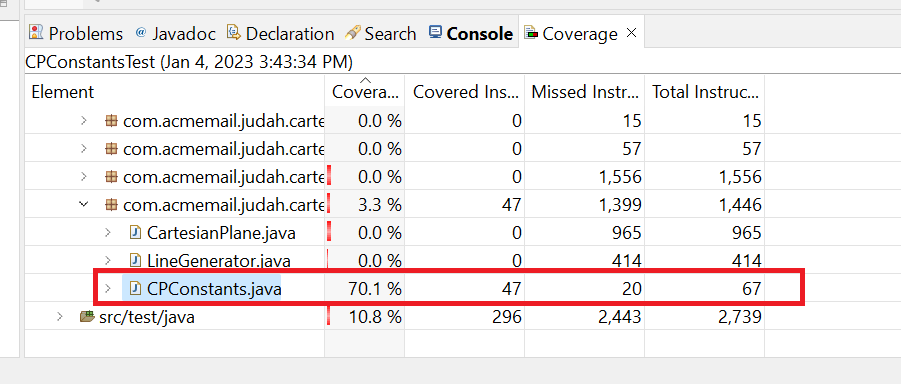 Problems @ Javadoc Declaration Search Console Coverage ×
CPConstantsTest (Jan 4, 2023 3:43:34 PM)
Element Covera... Covered Ins... Missed Instr... Total Instruc...
com.acmemail.judah.carte 0.0 % 0 15 15
com.acmemail.judah.carte 0.0 % 0 57 57
com.acmemail.judah.carte 0.0 % 0 1,556 1,556
com.acmemail.judah.carte 3.3 % 47 1,399 1,446
CartesianPlane.java 0.0 % 0 965 965
LineGenerator.java 0.0 % 0 414 414
CPConstants.java 70.1 % 47 20 67
src/test/java 10.8 % 296 2,443 2,739